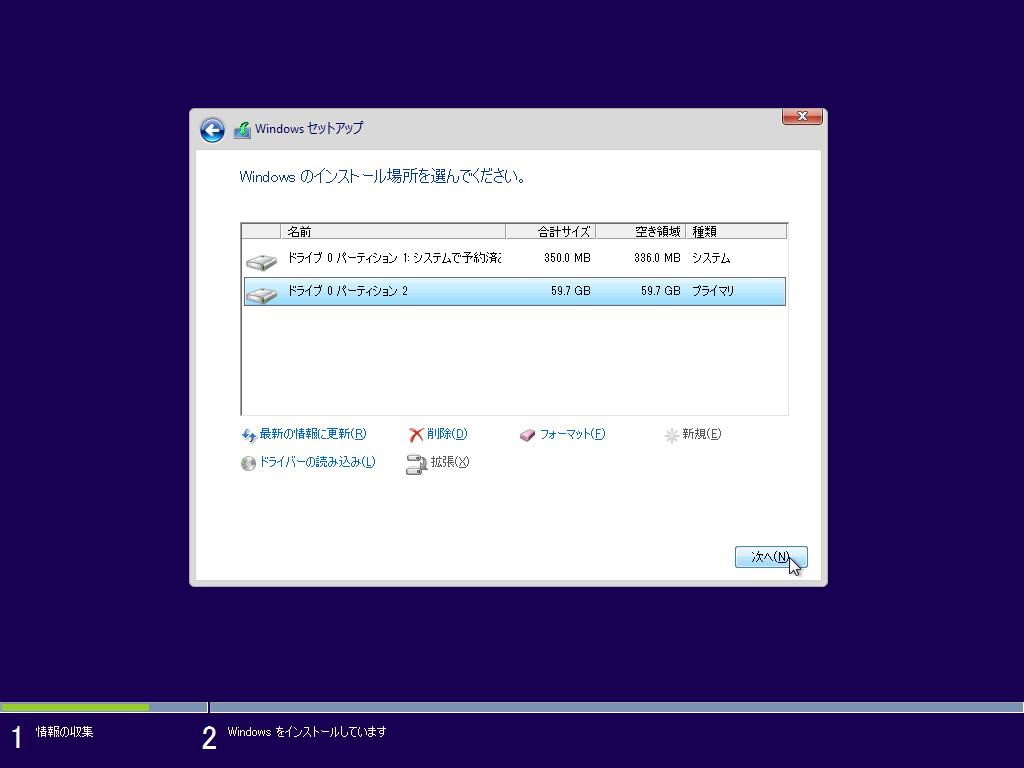 Windows セットアップ
Windows のインストール場所を選んでください。
名前 合計サイズ 空き領域 種類
ドライブ 0 パーティション 1: システムで予約済 350.0 MB 336.0 MB システム
ドライブ 0 パーティション 2 59.7 GB 59.7 GB プライマリ
最新の情報に更新(R) 削除(D) フォーマット(F) 新規(E)
ドライバーの読み込み(L) 拡張(X)
次へ(N)
1 情報の収集 2 Windows をインストールしています